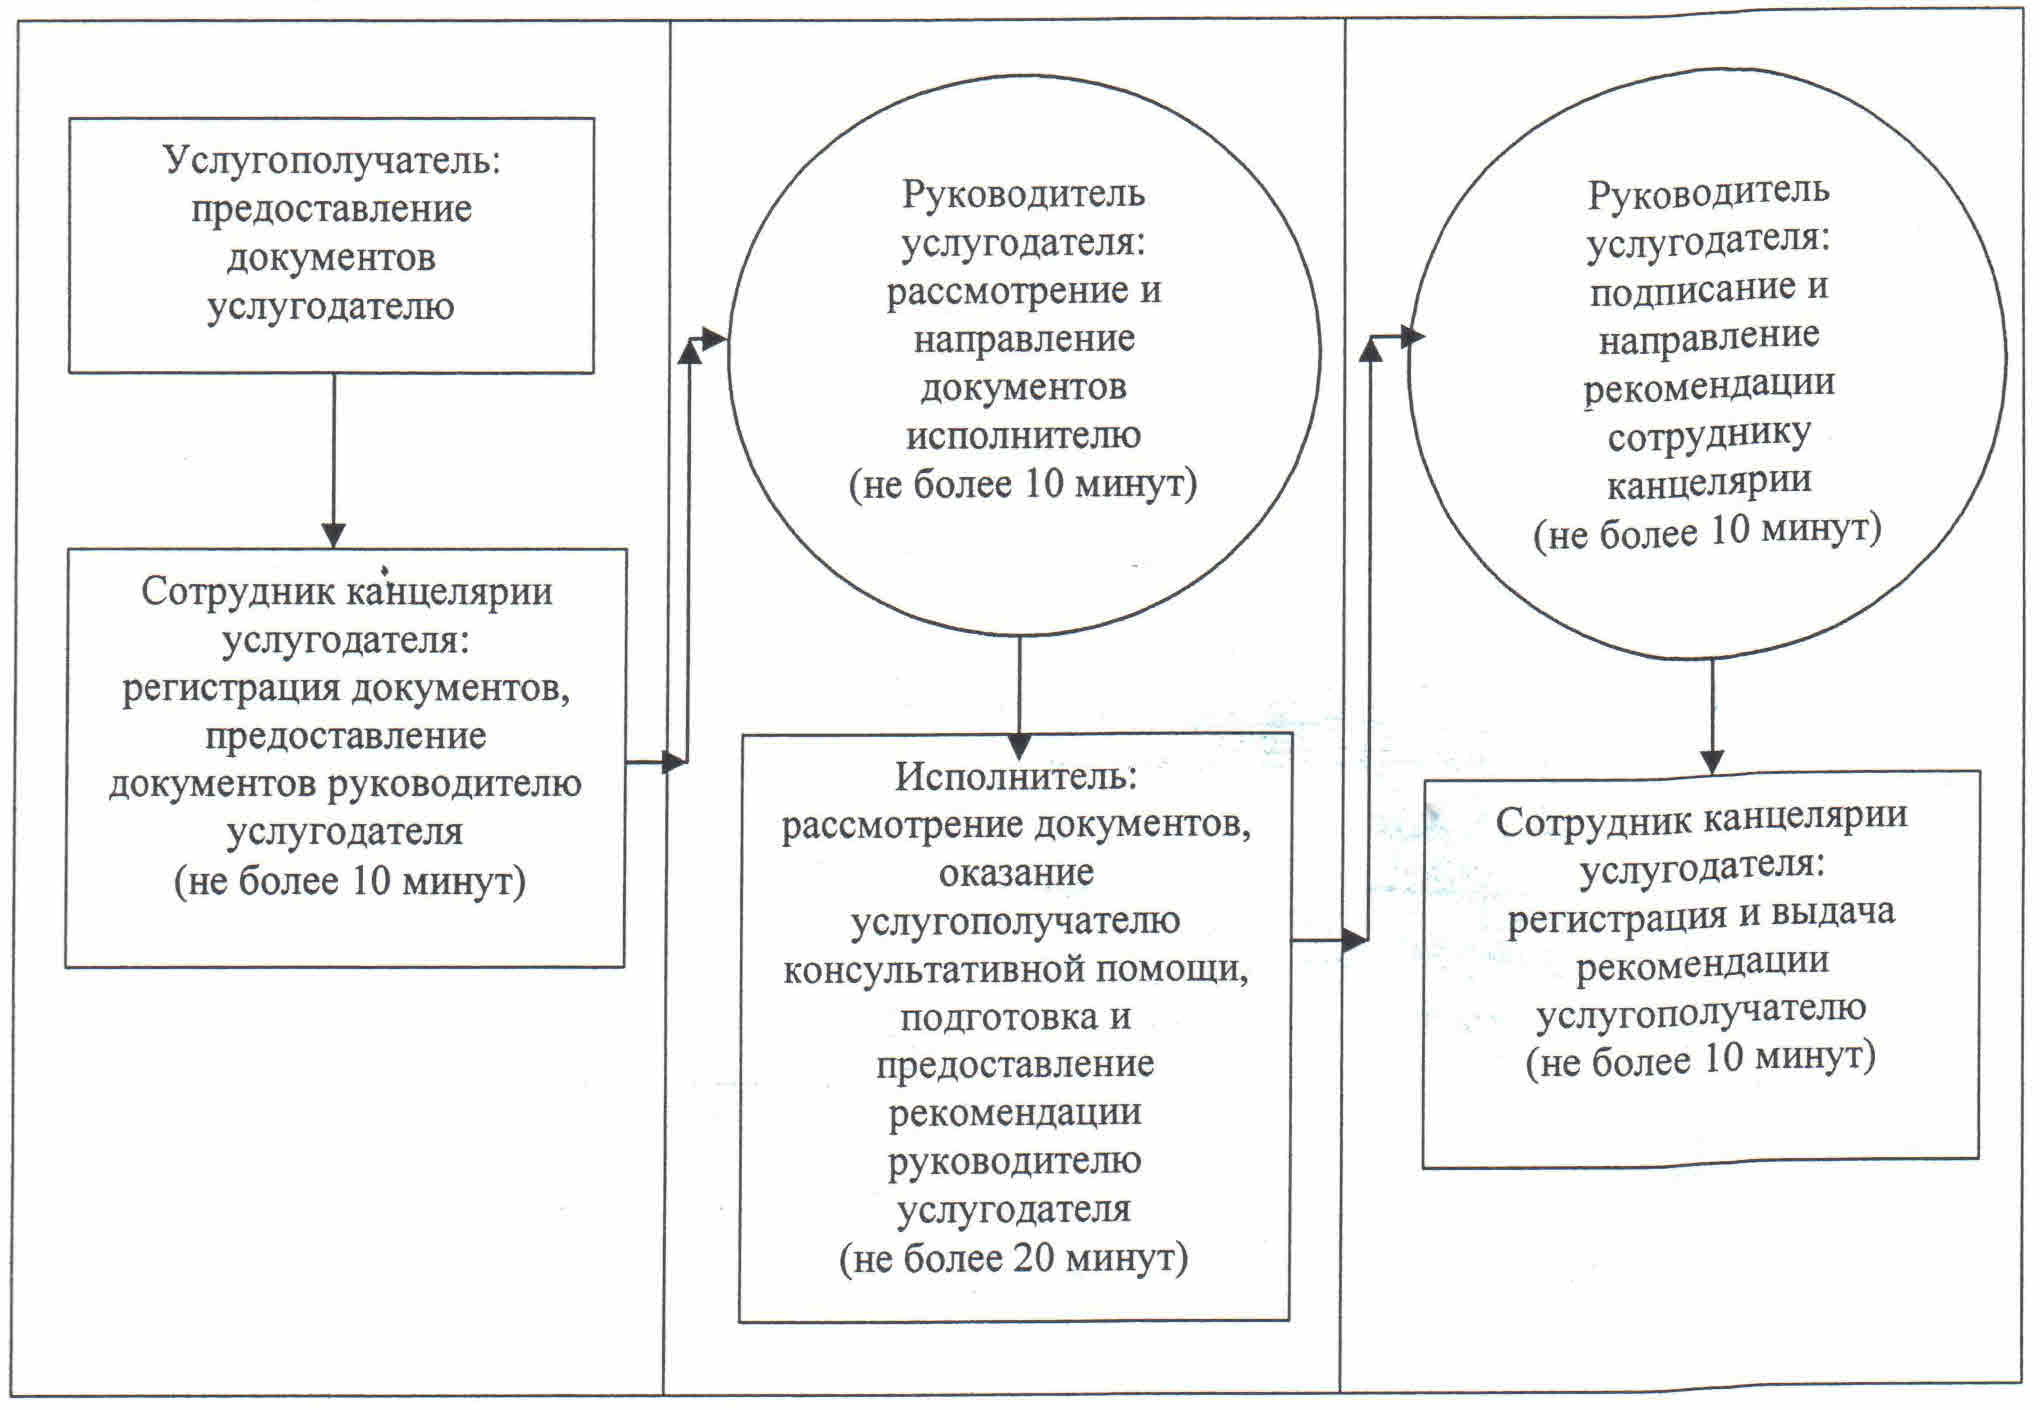 Услугополучатель:
предоставление
документов
услугодателю
Сотрудник канцелярии
услугодателя:
регистрация документов,
предоставление
документов руководителю
услугодателя
(не более 10 минут)
Руководитель
услугодателя:
рассмотрение и
направление
документов
исполнителю
(не более 10 минут)
Исполнитель:
рассмотрение документов,
оказание
услугополучателю
консультативной помощи,
подготовка и
предоставление
рекомендации
руководителю
услугодателя
(не более 20 минут)
Руководитель
услугодателя:
подписание и
направление
рекомендации
сотруднику
канцелярии
(не более 10 минут)
Сотрудник канцелярии
услугодателя:
регистрация и выдача
рекомендации
услугополучателю
(не более 10 минут)